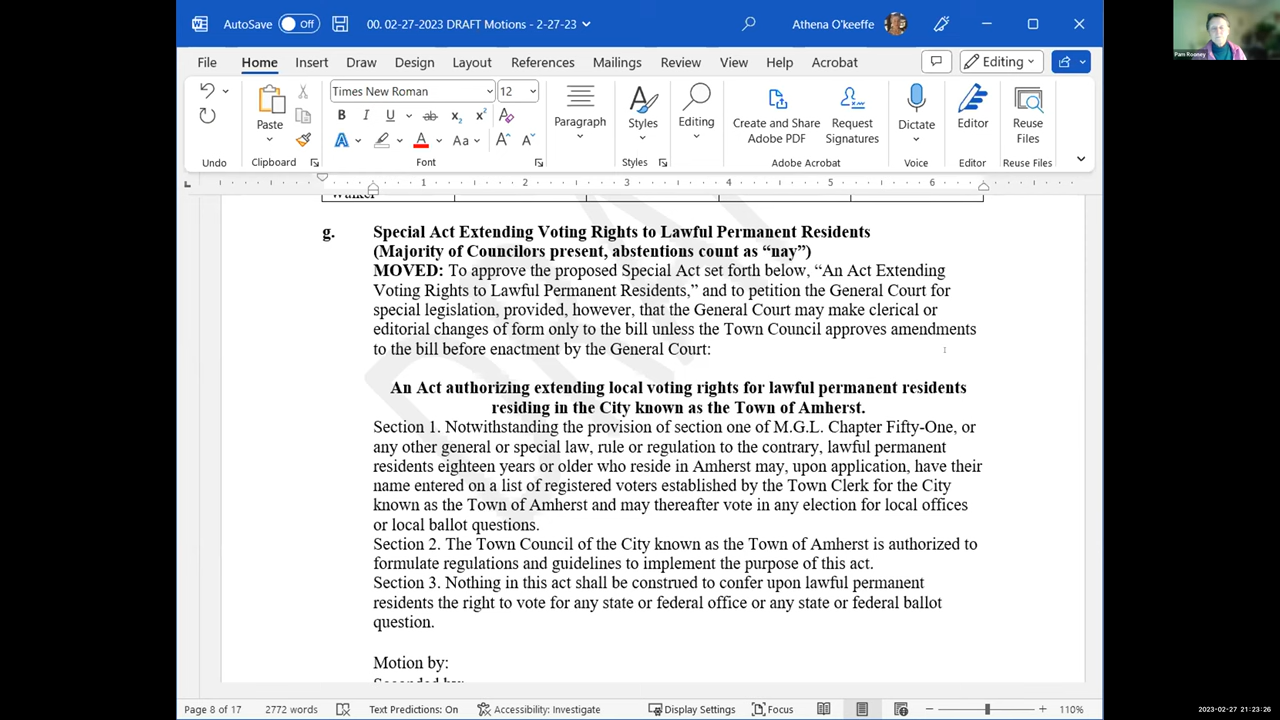 AutoSave Off 00. 02-27-2023 DRAFT Motions - 2-27-23 Athena O'keeffe
File Home Insert Draw Design Layout References Mailings Review View Help Acrobat Editing
Times New Roman 12
Paste Paragraph Styles Editing Create and Share Adobe PDF Request Signatures Dictate Editor Reuse Files
Undo Clipboard Font Styles Adobe Acrobat Voice Editor Reuse Files
1 2 3 4 5 6
Walker
g. Special Act Extending Voting Rights to Lawful Permanent Residents
(Majority of Councilors present, abstentions count as “nay”)
MOVED: To approve the proposed Special Act set forth below, “An Act Extending
Voting Rights to Lawful Permanent Residents,” and to petition the General Court for
special legislation, provided, however, that the General Court may make clerical or
editorial changes of form only to the bill unless the Town Council approves amendments
to the bill before enactment by the General Court:
An Act authorizing extending local voting rights for lawful permanent residents
residing in the City known as the Town of Amherst.
Section 1. Notwithstanding the provision of section one of M.G.L. Chapter Fifty-One, or
any other general or special law, rule or regulation to the contrary, lawful permanent
residents eighteen years or older who reside in Amherst may, upon application, have their
name entered on a list of registered voters established by the Town Clerk for the City
known as the Town of Amherst and may thereafter vote in any election for local offices
or local ballot questions.
Section 2. The Town Council of the City known as the Town of Amherst is authorized to
formulate regulations and guidelines to implement the purpose of this act.
Section 3. Nothing in this act shall be construed to confer upon lawful permanent
residents the right to vote for any state or federal office or any state or federal ballot
question.
Motion by:
Seconded by:
Page 8 of 17 2772 words Text Predictions: On Accessibility: Investigate Display Settings Focus 110%
Pam Rooney
2023-02-27 21:23:26